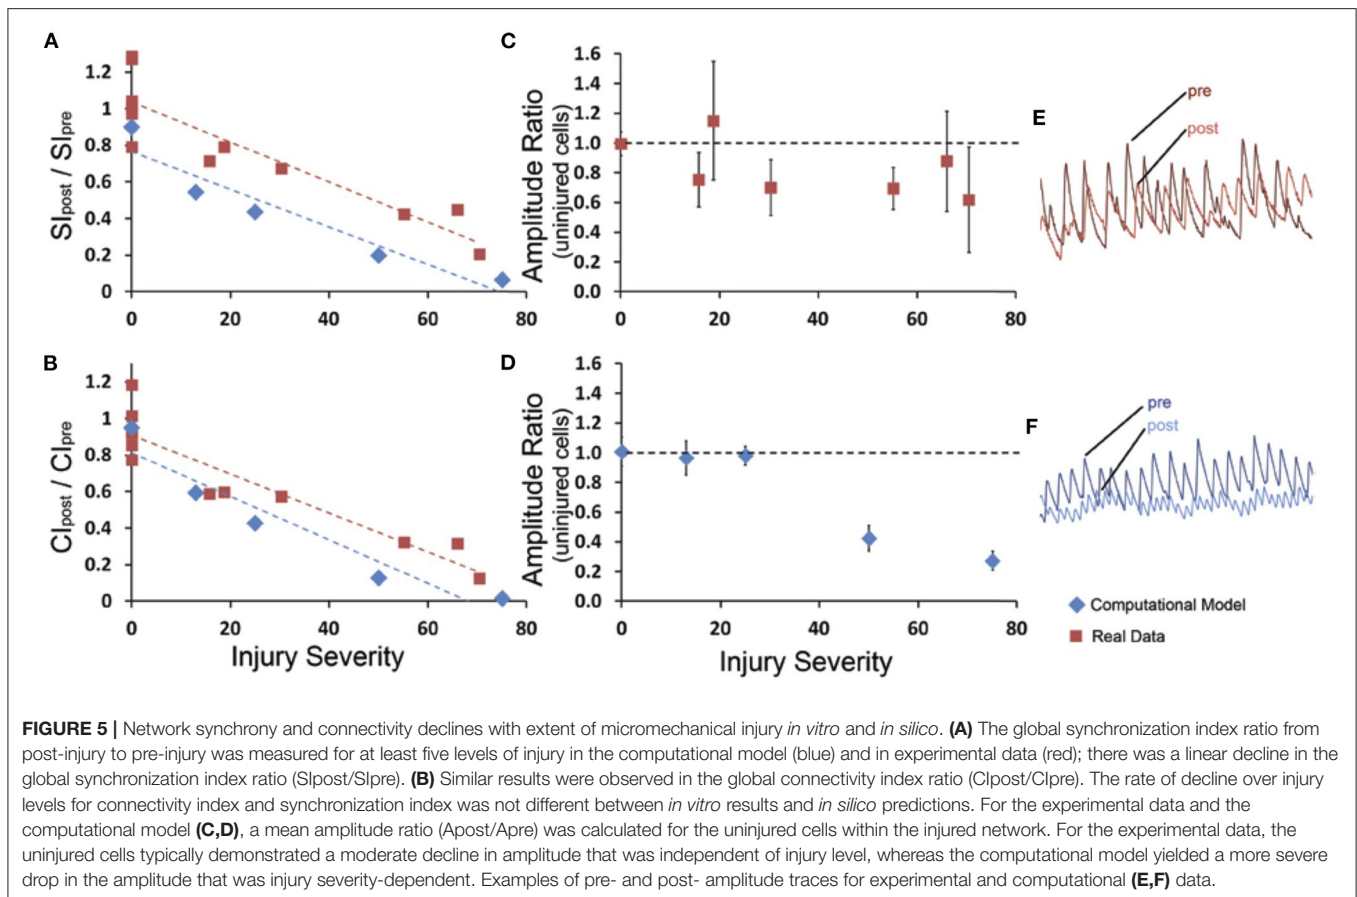 A
SIpost / SIpre
1.2
1
0.8
0.6
0.4
0.2
0
0 20 40 60 80
C
Amplitude Ratio
(uninjured cells)
1.6
1.4
1.2
1.0
0.8
0.6
0.4
0.2
0.0
0 20 40 60 80
E
pre
post
B
CIpost / CIpre
1.2
1
0.8
0.6
0.4
0.2
0
0 20 40 60 80
Injury Severity
D
Amplitude Ratio
(uninjured cells)
1.6
1.4
1.2
1.0
0.8
0.6
0.4
0.2
0.0
0 20 40 60 80
Injury Severity
F
pre
post
Computational Model
Real Data
FIGURE 5 | Network synchrony and connectivity declines with extent of micromechanical injury in vitro and in silico. (A) The global synchronization index ratio from
post-injury to pre-injury was measured for at least five levels of injury in the computational model (blue) and in experimental data (red); there was a linear decline in the
global synchronization index ratio (SIpost/SIpre). (B) Similar results were observed in the global connectivity index ratio (CIpost/CIpre). The rate of decline over injury
levels for connectivity index and synchronization index was not different between in vitro results and in silico predictions. For the experimental data and the
computational model (C,D), a mean amplitude ratio (Apost/Apre) was calculated for the uninjured cells within the injured network. For the experimental data, the
uninjured cells typically demonstrated a moderate decline in amplitude that was independent of injury level, whereas the computational model yielded a more severe
drop in the amplitude that was injury severity-dependent. Examples of pre- and post- amplitude traces for experimental and computational (E,F) data.